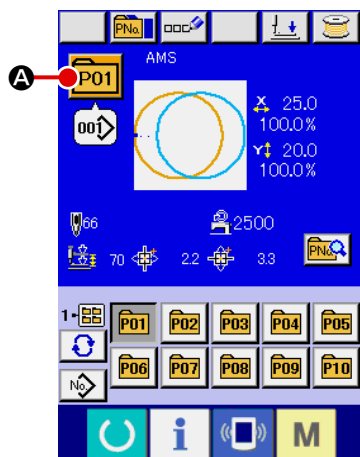 PNo.
AMS
A
P01
001
X 25.0
100.0%
Y 20.0
100.0%
66
2500
70 2.2 3.3
PNo.
1-
P01 P02 P03 P04 P05
P06 P07 P08 P09 P10
No.
i M